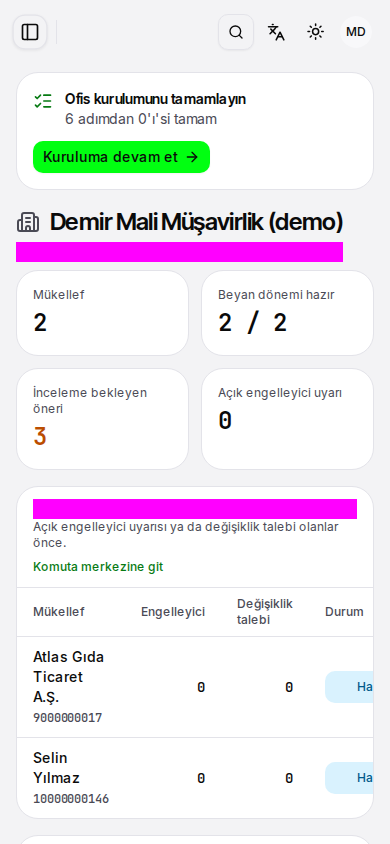 MD
Ofis kurulumunu tamamlayın
6 adımdan 0'ı'si tamam
Kuruluma devam et
Demir Mali Müşavirlik (demo)
Mükellef
2
Beyan dönemi hazır
2 / 2
İnceleme bekleyen
öneri
3
Açık engelleyici uyarı
0
Açık engelleyici uyarısı ya da değişiklik talebi olanlar
önce.
Komuta merkezine git
Mükellef Engelleyici Değişiklik talebi Durum
Atlas Gıda
Ticaret
A.Ş.
9000000017
0 0 Ha
Selin
Yılmaz
10000000146
0 0 Ha